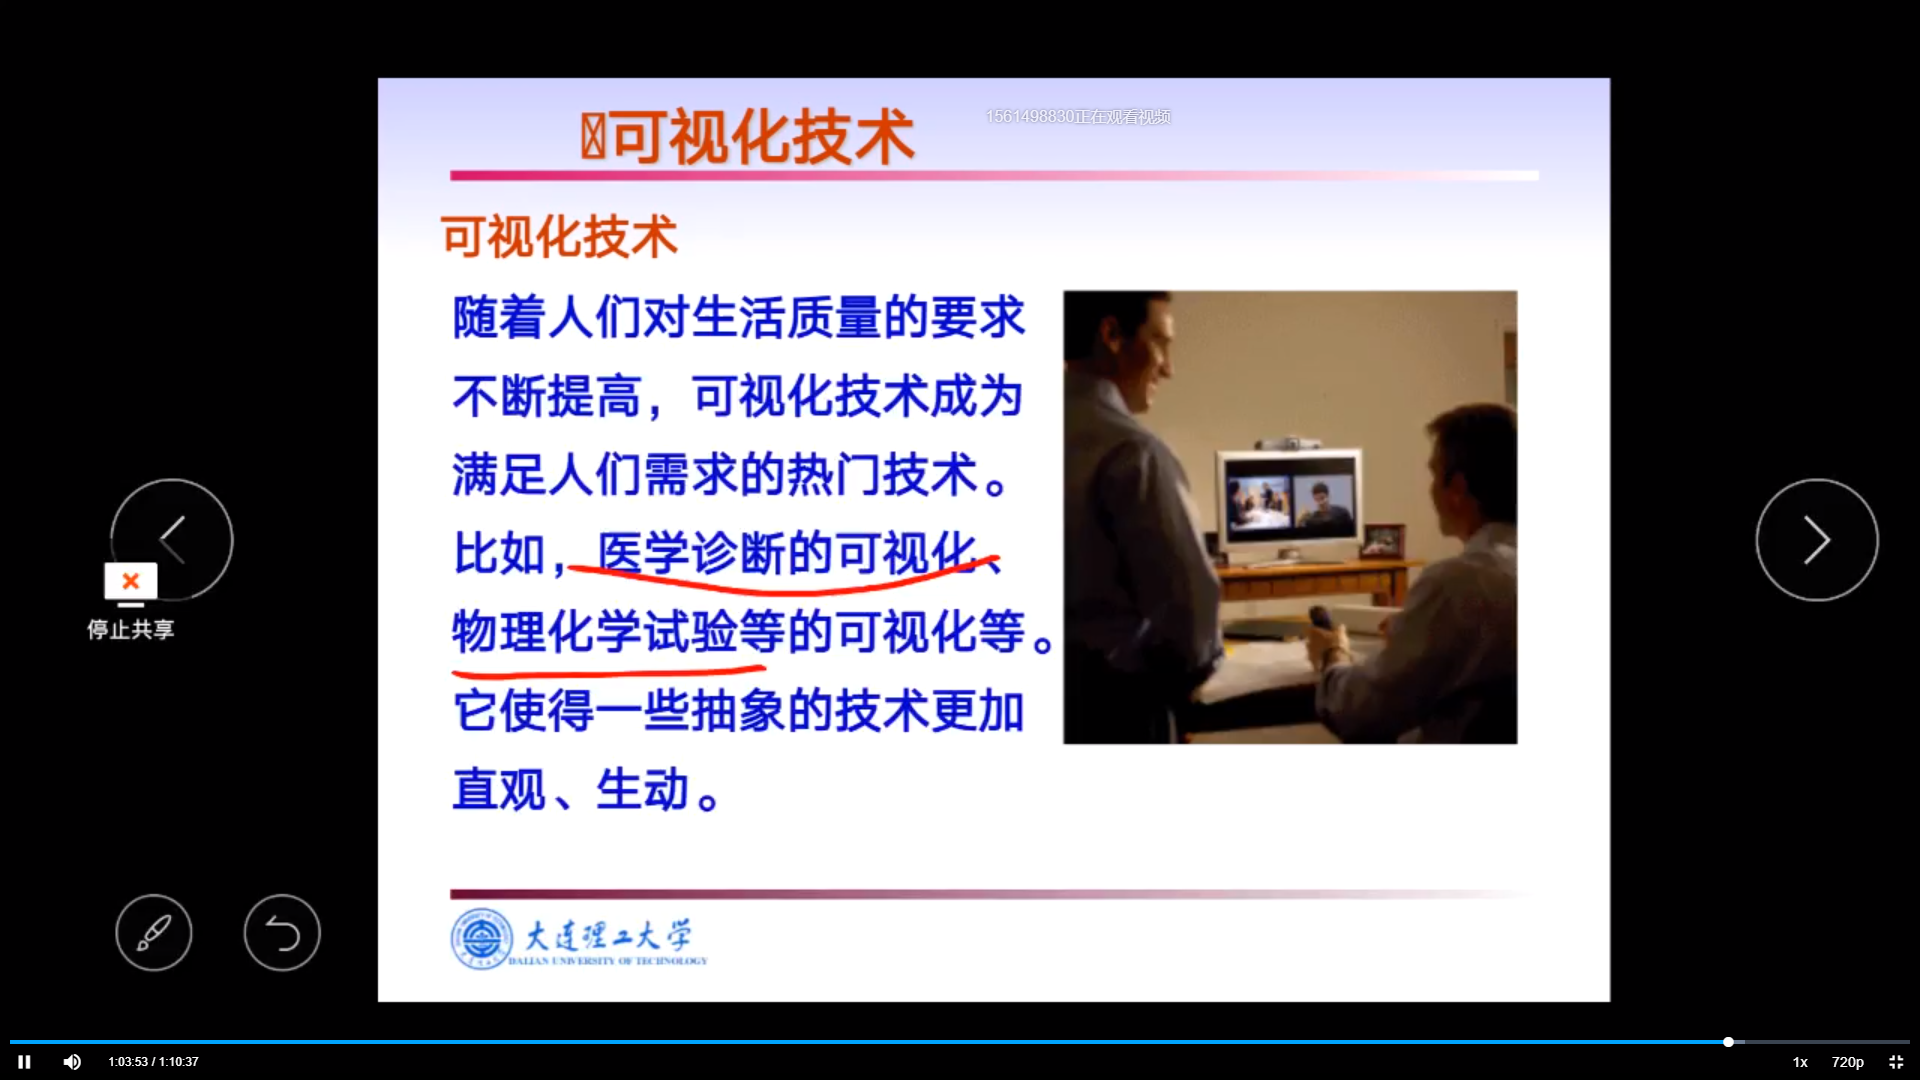 可视化技术
1561498830正在观看视频
可视化技术
随着人们对生活质量的要求
不断提高，可视化技术成为
满足人们需求的热门技术。
比如，医学诊断的可视化、
物理化学试验等的可视化等。
它使得一些抽象的技术更加
直观、生动。
停止共享
大连理工大学
DALIAN UNIVERSITY OF TECHNOLOGY
1:03:53 / 1:10:37
1x
720p